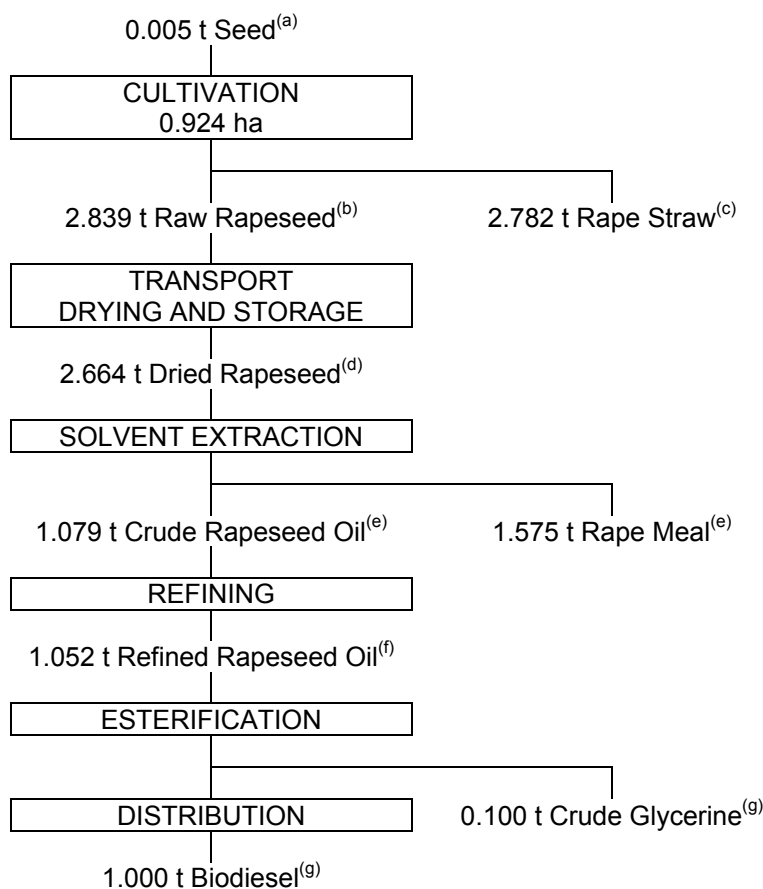 0.005 t Seed(a)
CULTIVATION
0.924 ha
2.839 t Raw Rapeseed(b)
2.782 t Rape Straw(c)
TRANSPORT
DRYING AND STORAGE
2.664 t Dried Rapeseed(d)
SOLVENT EXTRACTION
1.079 t Crude Rapeseed Oil(e)
1.575 t Rape Meal(e)
REFINING
1.052 t Refined Rapeseed Oil(f)
ESTERIFICATION
DISTRIBUTION
0.100 t Crude Glycerine(g)
1.000 t Biodiesel(g)